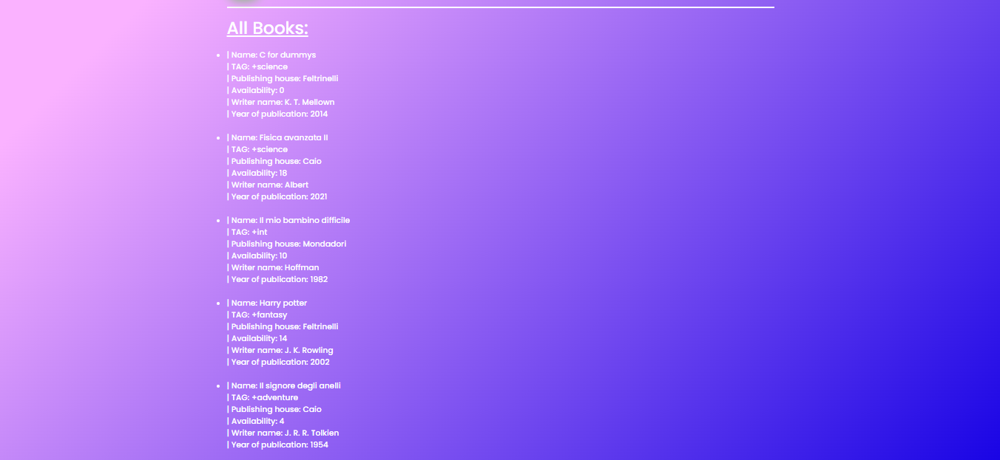 All Books:
| Name: C for dummys
| TAG: +science
| Publishing house: Feltrinelli
| Availability: 0
| Writer name: K. T. Mellown
| Year of publication: 2014
| Name: Fisica avanzata II
| TAG: +science
| Publishing house: Caio
| Availability: 18
| Writer name: Albert
| Year of publication: 2021
| Name: Il mio bambino difficile
| TAG: +int
| Publishing house: Mondadori
| Availability: 10
| Writer name: Hoffman
| Year of publication: 1982
| Name: Harry potter
| TAG: +fantasy
| Publishing house: Feltrinelli
| Availability: 14
| Writer name: J. K. Rowling
| Year of publication: 2002
| Name: Il signore degli anelli
| TAG: +adventure
| Publishing house: Caio
| Availability: 4
| Writer name: J. R. R. Tolkien
| Year of publication: 1954